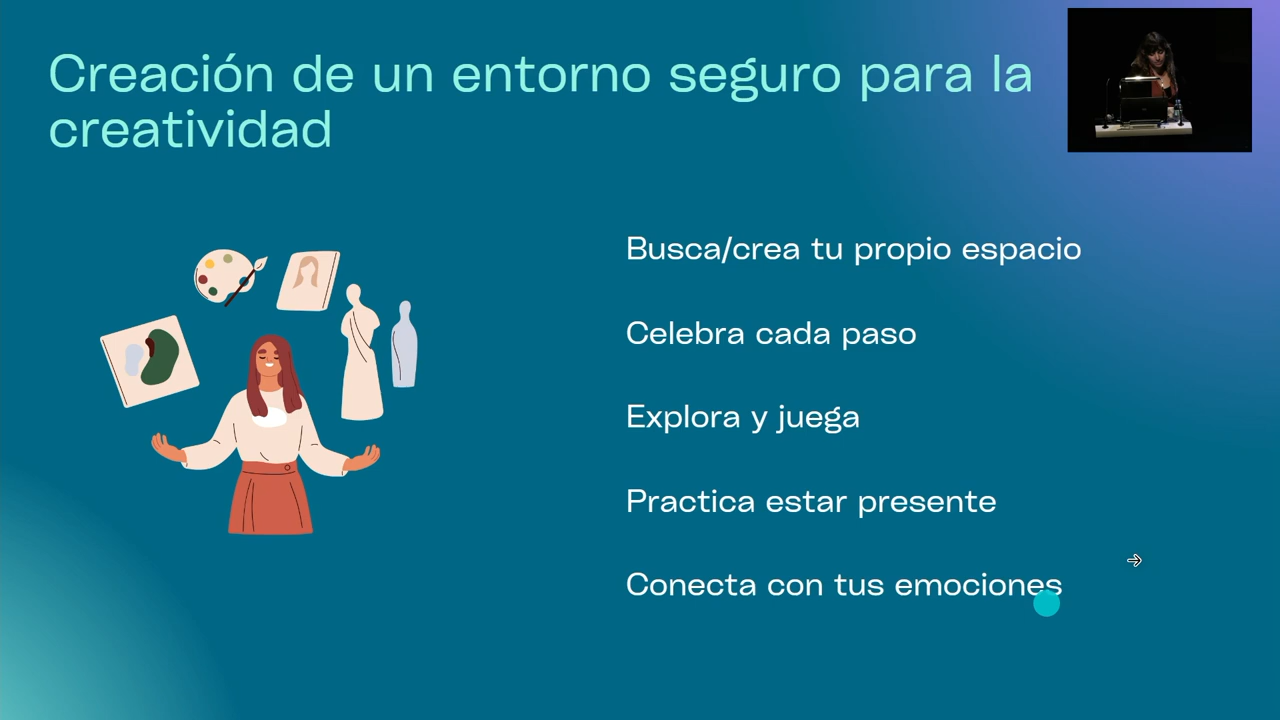 Creación de un entorno seguro para la
creatividad
Busca/crea tu propio espacio
Celebra cada paso
Explora y juega
Practica estar presente
Conecta con tus emociones